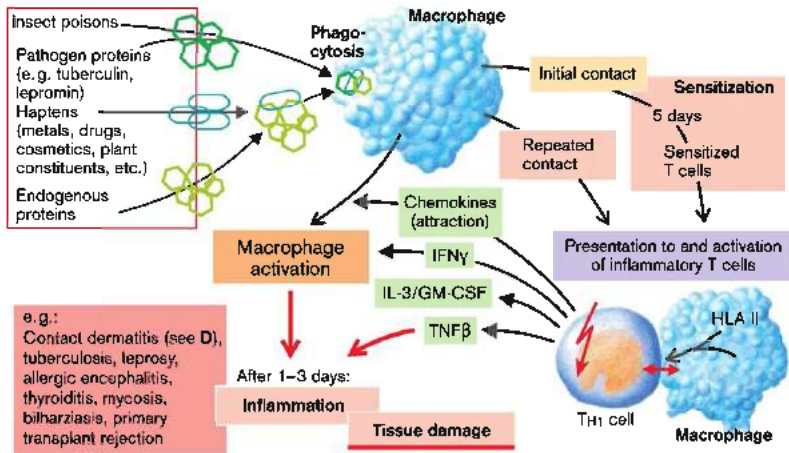 Insect poisons
Pathogen proteins
(e.g. tuberculin,
lepromin)
Haptens
(metals, drugs,
cosmetics, plant
constituents, etc.)
Endogenous
proteins
Phago-
cytosis
Macrophage
Initial contact
Sensitization
5 days
Sensitized
T cells
Repeated
contact
Chemokines
(attraction)
Macrophage
activation
IFNγ
IL-3/GM-CSF
TNFβ
Presentation to and activation
of inflammatory T cells
HLA II
TH1 cell
Macrophage
e.g.:
Contact dermatitis (see D),
tuberculosis, leprosy,
allergic encephalitis,
thyroiditis, mycosis,
bilharziasis, primary
transplant rejection
After 1–3 days:
Inflammation
Tissue damage